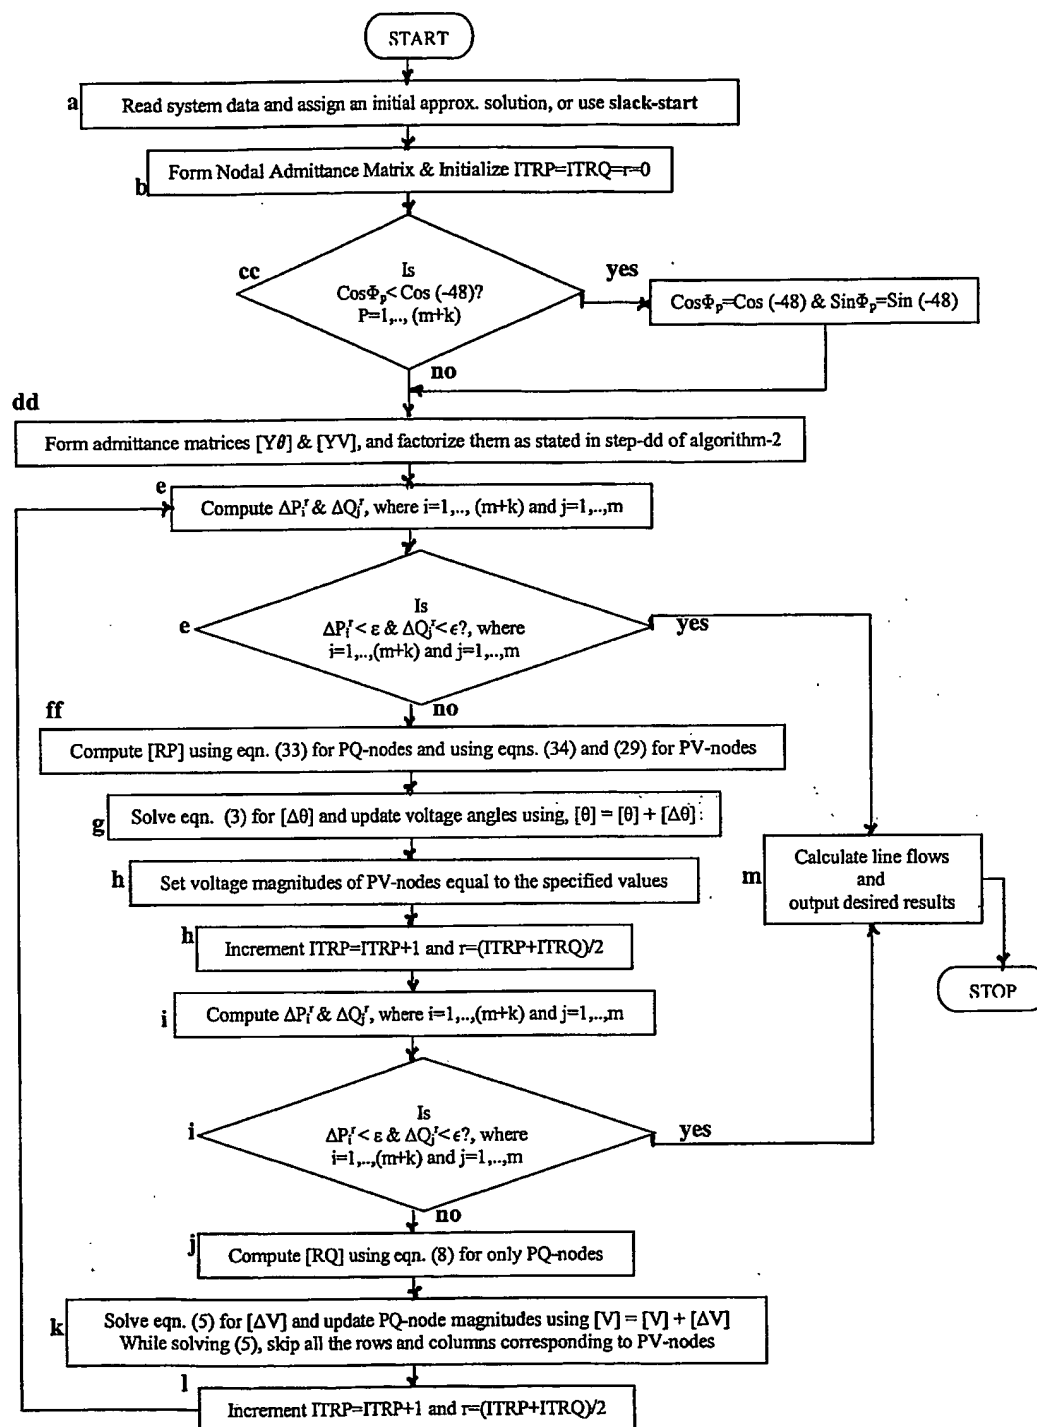 START
a
Read system data and assign an initial approx. solution, or use slack-start
b
Form Nodal Admittance Matrix & Initialize ITRP=ITRQ=r=0
cc
Is
CosΦp < Cos (-48)?
P=1,.., (m+k)
yes
CosΦp=Cos (-48) & SinΦp=Sin (-48)
no
dd
Form admittance matrices [Yθ] & [YV], and factorize them as stated in step-dd of algorithm-2
e
Compute ΔPiʳ & ΔQjʳ, where i=1,.., (m+k) and j=1,..,m
e
Is
ΔPiʳ < ε & ΔQjʳ < ϵ?, where
i=1,..,(m+k) and j=1,..,m
yes
no
ff
Compute [RP] using eqn. (33) for PQ-nodes and using eqns. (34) and (29) for PV-nodes
g
Solve eqn. (3) for [Δθ] and update voltage angles using, [θ] = [θ] + [Δθ]
h
Set voltage magnitudes of PV-nodes equal to the specified values
h
Increment ITRP=ITRP+1 and r=(ITRP+ITRQ)/2
i
Compute ΔPiʳ & ΔQjʳ, where i=1,..,(m+k) and j=1,..,m
i
Is
ΔPiʳ < ε & ΔQjʳ < ϵ?, where
i=1,..,(m+k) and j=1,..,m
yes
no
m
Calculate line flows
and
output desired results
STOP
j
Compute [RQ] using eqn. (8) for only PQ-nodes
k
Solve eqn. (5) for [ΔV] and update PQ-node magnitudes using [V] = [V] + [ΔV]
While solving (5), skip all the rows and columns corresponding to PV-nodes
l
Increment ITRP=ITRP+1 and r=(ITRP+ITRQ)/2